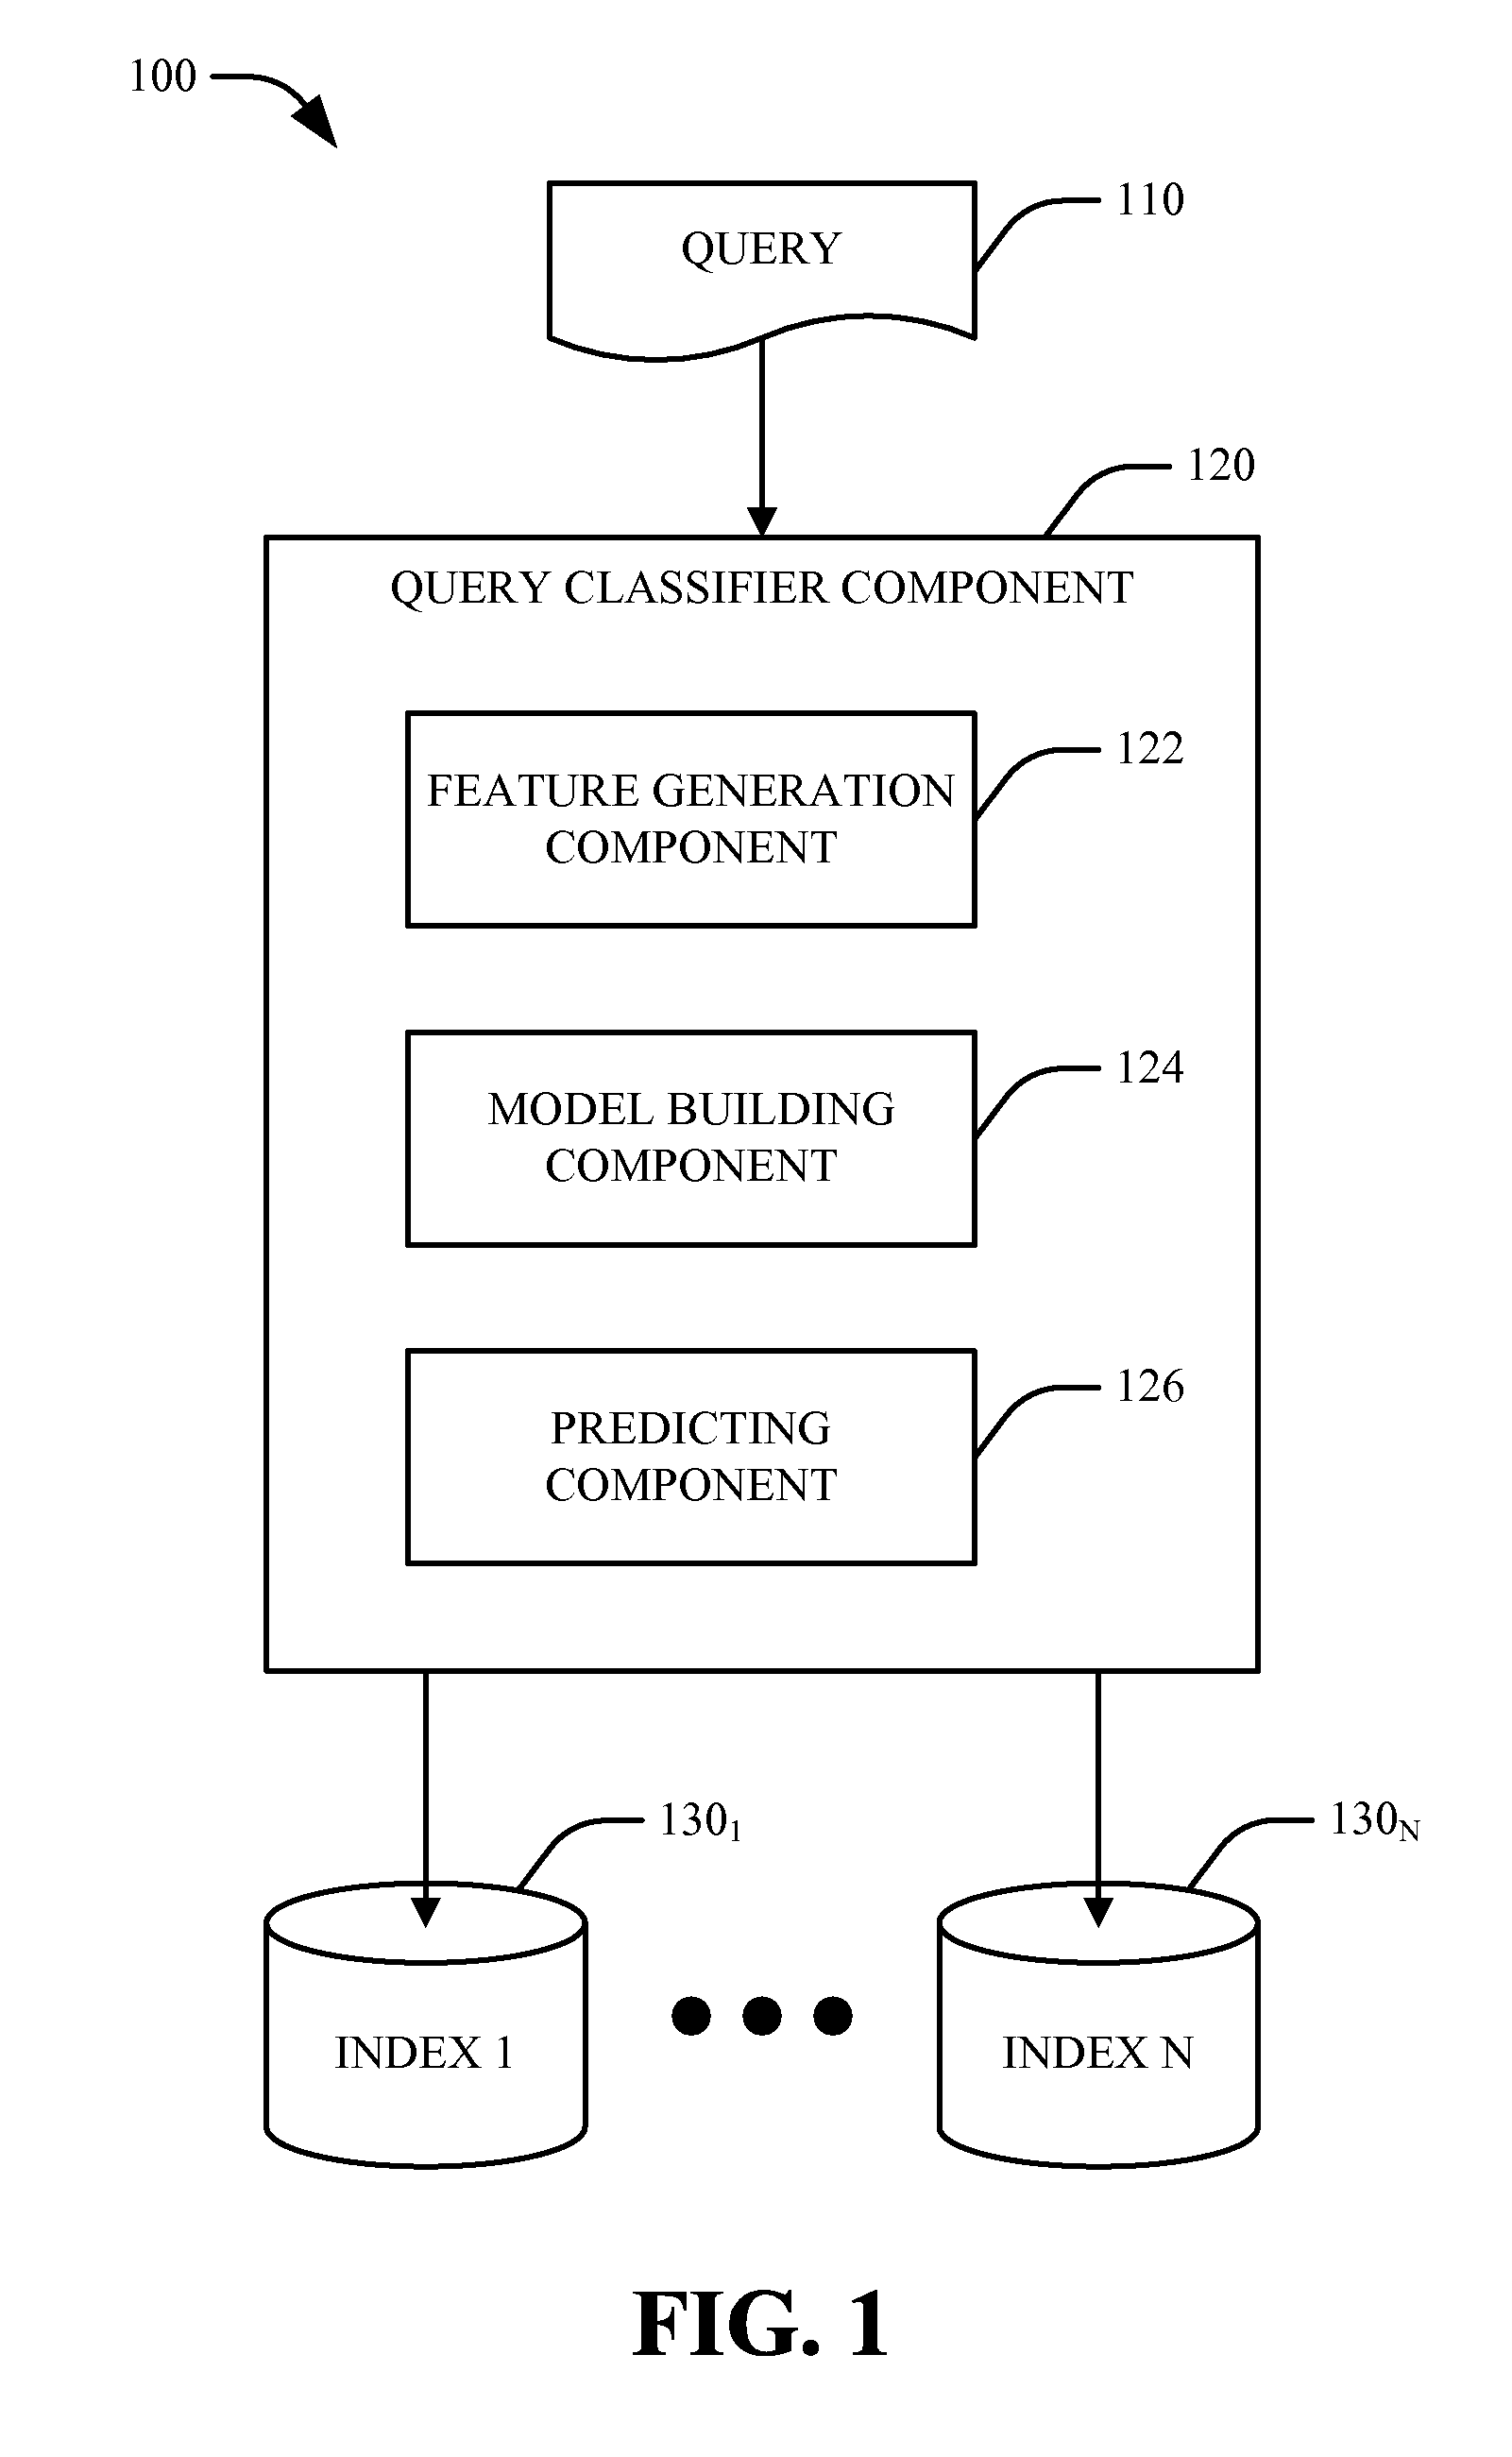 100
110
QUERY
120
QUERY CLASSIFIER COMPONENT
122
FEATURE GENERATION
COMPONENT
124
MODEL BUILDING
COMPONENT
126
PREDICTING
COMPONENT
130₁
130_N
INDEX 1
INDEX N
FIG. 1